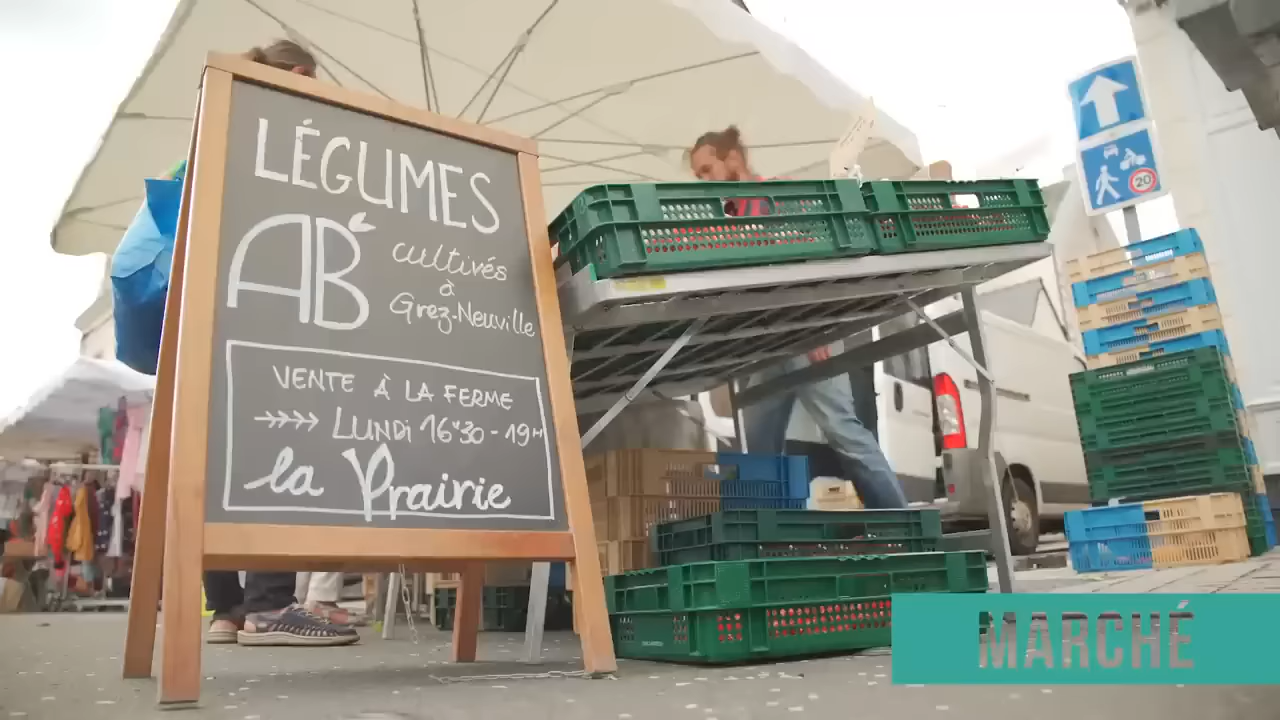 LÉGUMES
AB cultivés
à
Grez-Neuville
VENTE À LA FERME
LUNDI 16H30 - 19H
la Prairie
20
MARCHÉ